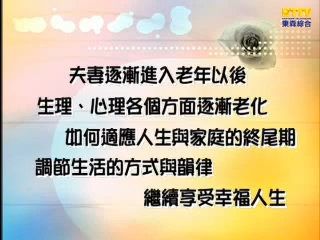 ETTV
東森綜合
夫妻逐漸進入老年以後
生理、心理各個方面逐漸老化
如何適應人生與家庭的終尾期
調節生活的方式與韻律
繼續享受幸福人生